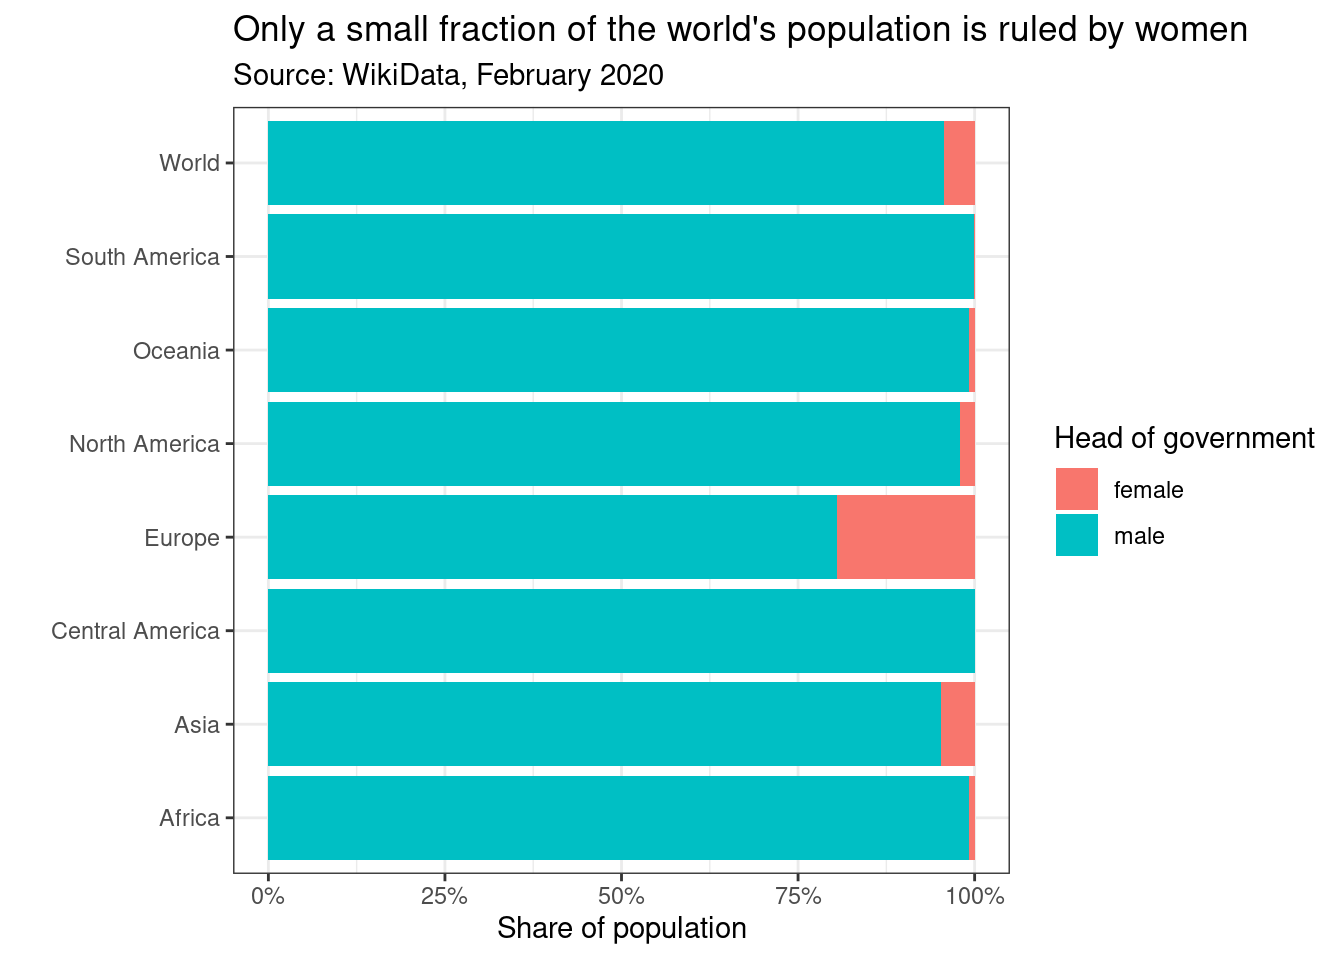 Only a small fraction of the world's population is ruled by women
Source: WikiData, February 2020
World
South America
Oceania
North America
Europe
Central America
Asia
Africa
0% 25% 50% 75% 100%
Share of population
Head of government
female
male